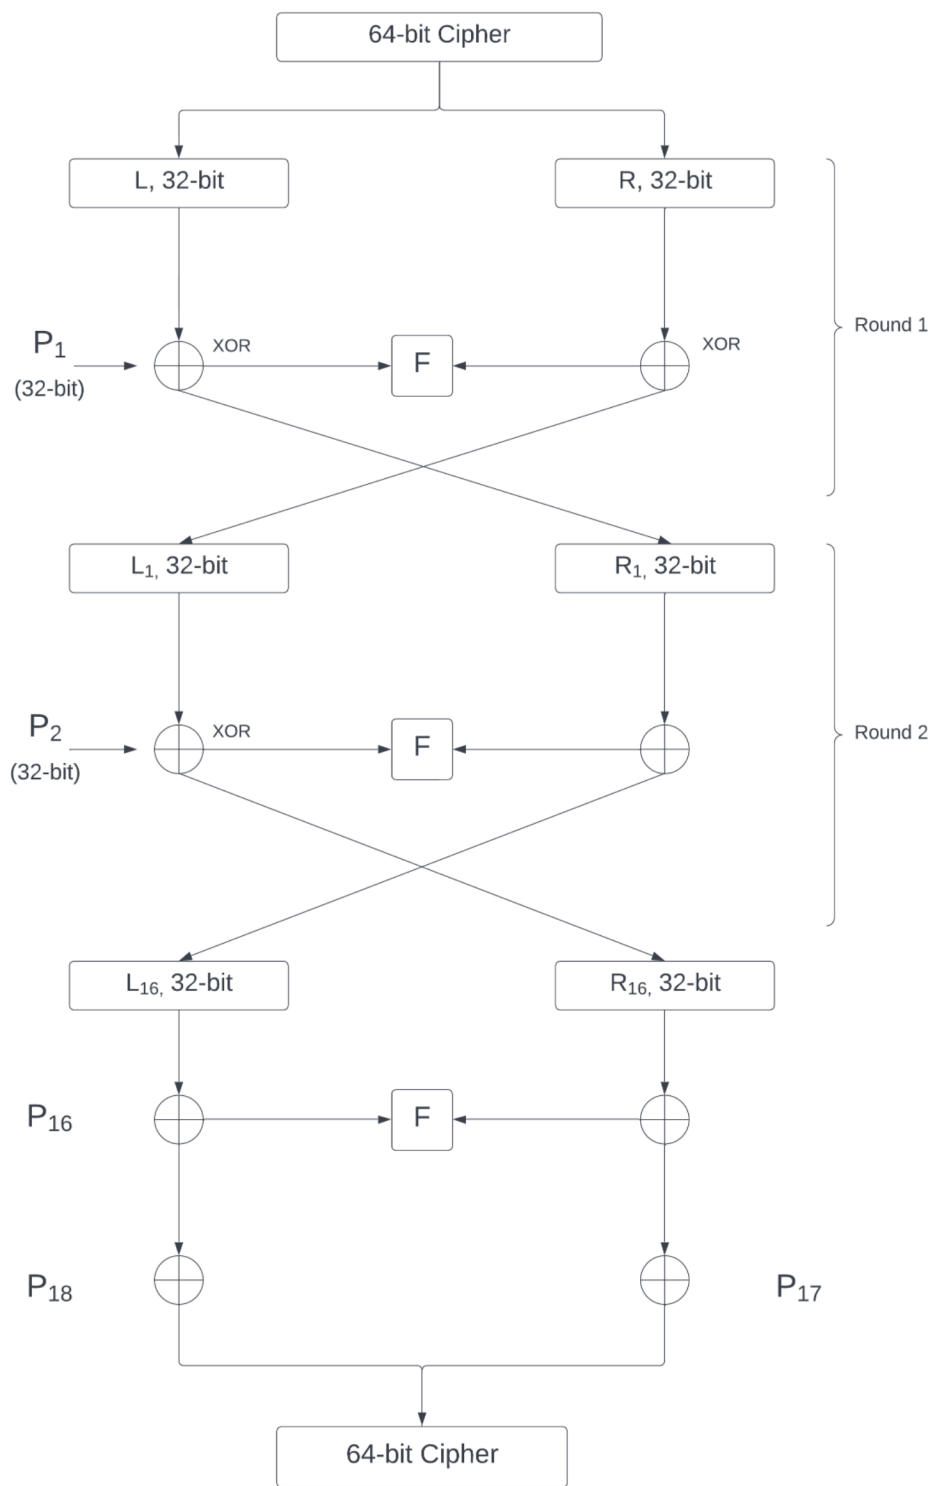 64-bit Cipher
L, 32-bit
R, 32-bit
Round 1
P₁
(32-bit)
XOR
F
XOR
L₁, 32-bit
R₁, 32-bit
Round 2
P₂
(32-bit)
XOR
F
L₁₆, 32-bit
R₁₆, 32-bit
P₁₆
F
P₁₈
P₁₇
64-bit Cipher